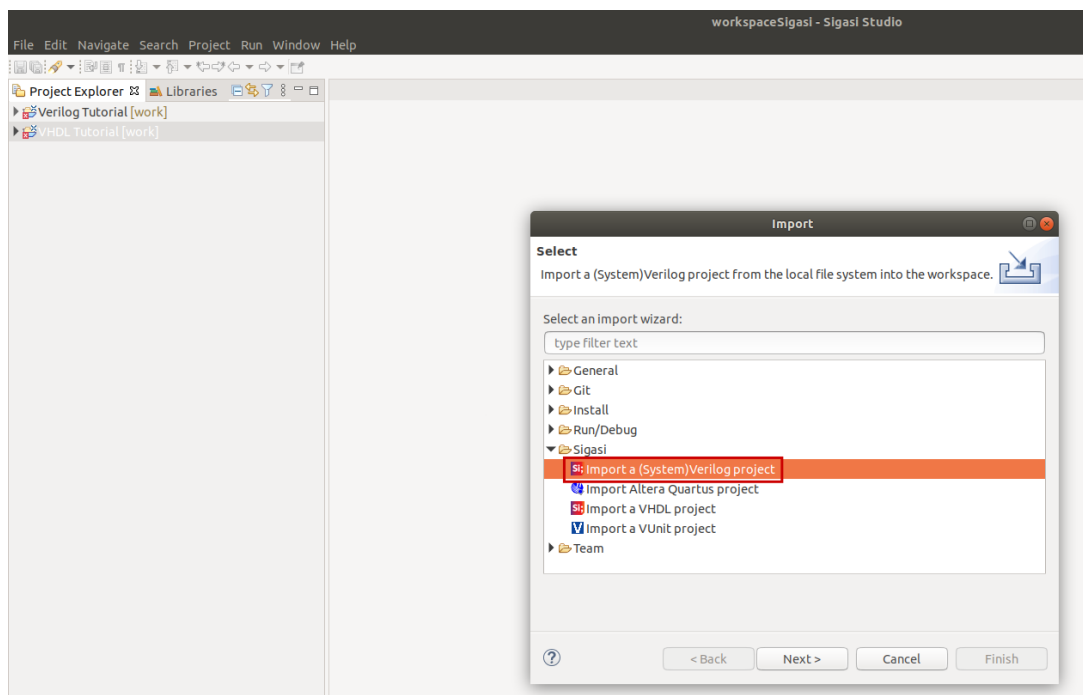 workspaceSigasi - Sigasi Studio
File Edit Navigate Search Project Run Window Help
Project Explorer Libraries
Verilog Tutorial [work]
VHDL Tutorial [work]
Import
Select
Import a (System)Verilog project from the local file system into the workspace.
Select an import wizard:
type filter text
General
Git
Install
Run/Debug
Sigasi
Si: Import a (System)Verilog project
Import Altera Quartus project
Si: Import a VHDL project
V Import a VUnit project
Team
? < Back Next > Cancel Finish